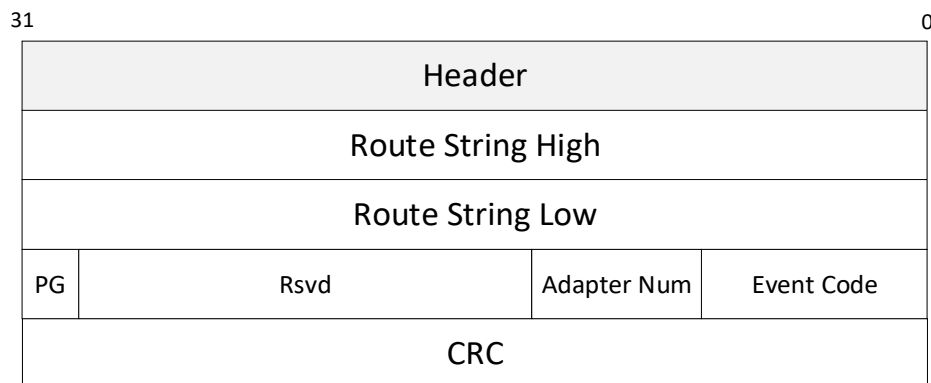 31 0
Header
Route String High
Route String Low
PG Rsvd Adapter Num Event Code
CRC